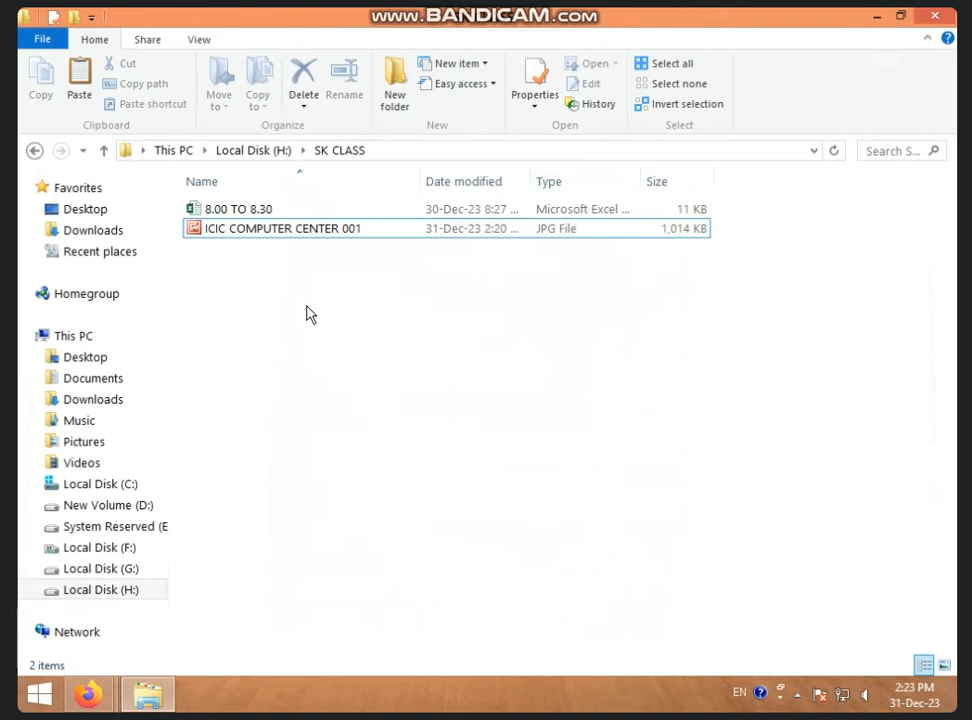 www.BANDICAM.com
File Home Share View
Copy
Paste
Cut
Copy path
Paste shortcut
Clipboard
Move to
Copy to
Delete
Rename
Organize
New folder
New item
Easy access
New
Properties
Open
Edit
History
Open
Select all
Select none
Invert selection
Select
This PC Local Disk (H:) SK CLASS
Search S...
Name Date modified Type Size
8.00 TO 8.30 30-Dec-23 8:27 ... Microsoft Excel ... 11 KB
ICIC COMPUTER CENTER 001 31-Dec-23 2:20 ... JPG File 1,014 KB
Favorites
Desktop
Downloads
Recent places
Homegroup
This PC
Desktop
Documents
Downloads
Music
Pictures
Videos
Local Disk (C:)
New Volume (D:)
System Reserved (E
Local Disk (F:)
Local Disk (G:)
Local Disk (H:)
Network
2 items
EN
2:23 PM
31-Dec-23